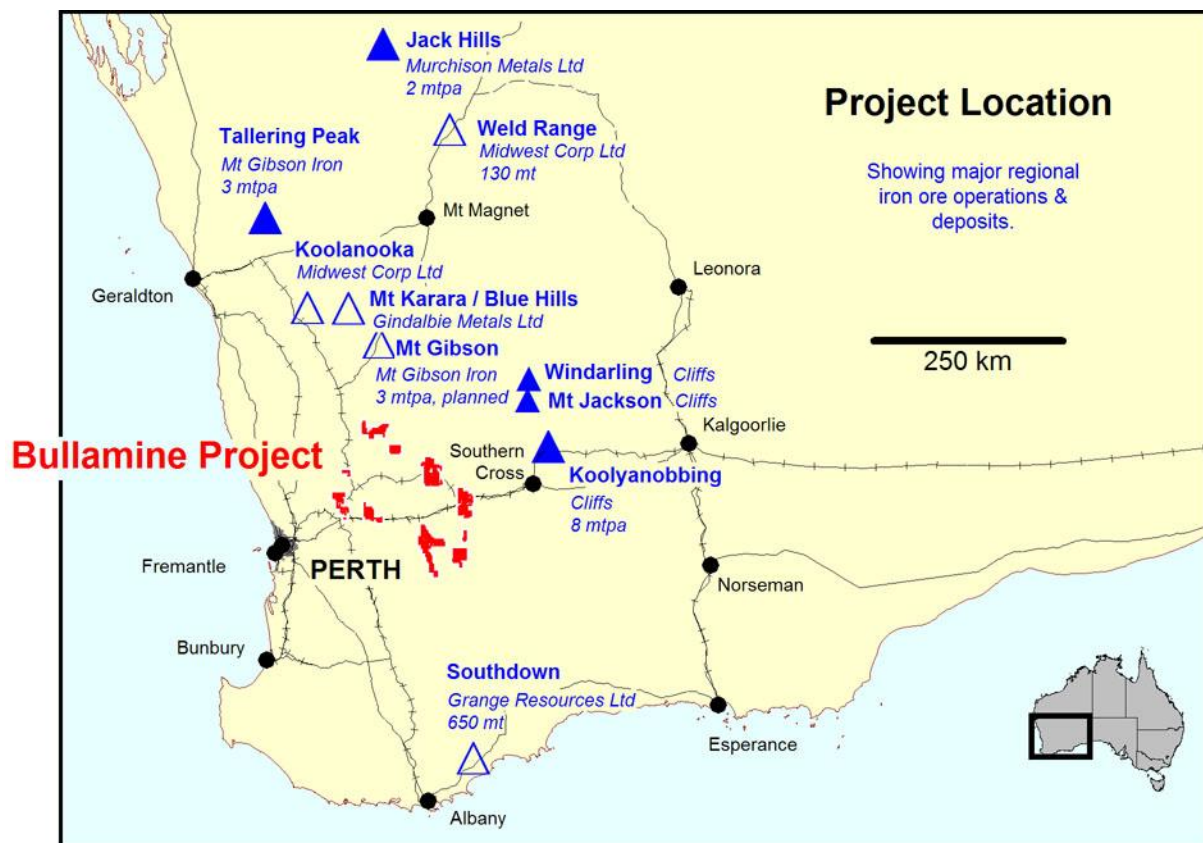 Jack Hills
Murchison Metals Ltd
2 mtpa
Project Location
Showing major regional
iron ore operations &
deposits.
Weld Range
Midwest Corp Ltd
130 mt
Tallering Peak
Mt Gibson Iron
3 mtpa
Mt Magnet
Koolanooka
Midwest Corp Ltd
Leonora
Geraldton
Mt Karara / Blue Hills
Gindalbie Metals Ltd
250 km
Mt Gibson
Mt Gibson Iron
3 mtpa, planned
Windarling Cliffs
Mt Jackson Cliffs
Kalgoorlie
Bullamine Project
Southern
Cross
Koolyanobbing
Cliffs
8 mtpa
Fremantle
PERTH
Norseman
Bunbury
Southdown
Grange Resources Ltd
650 mt
Esperance
Albany